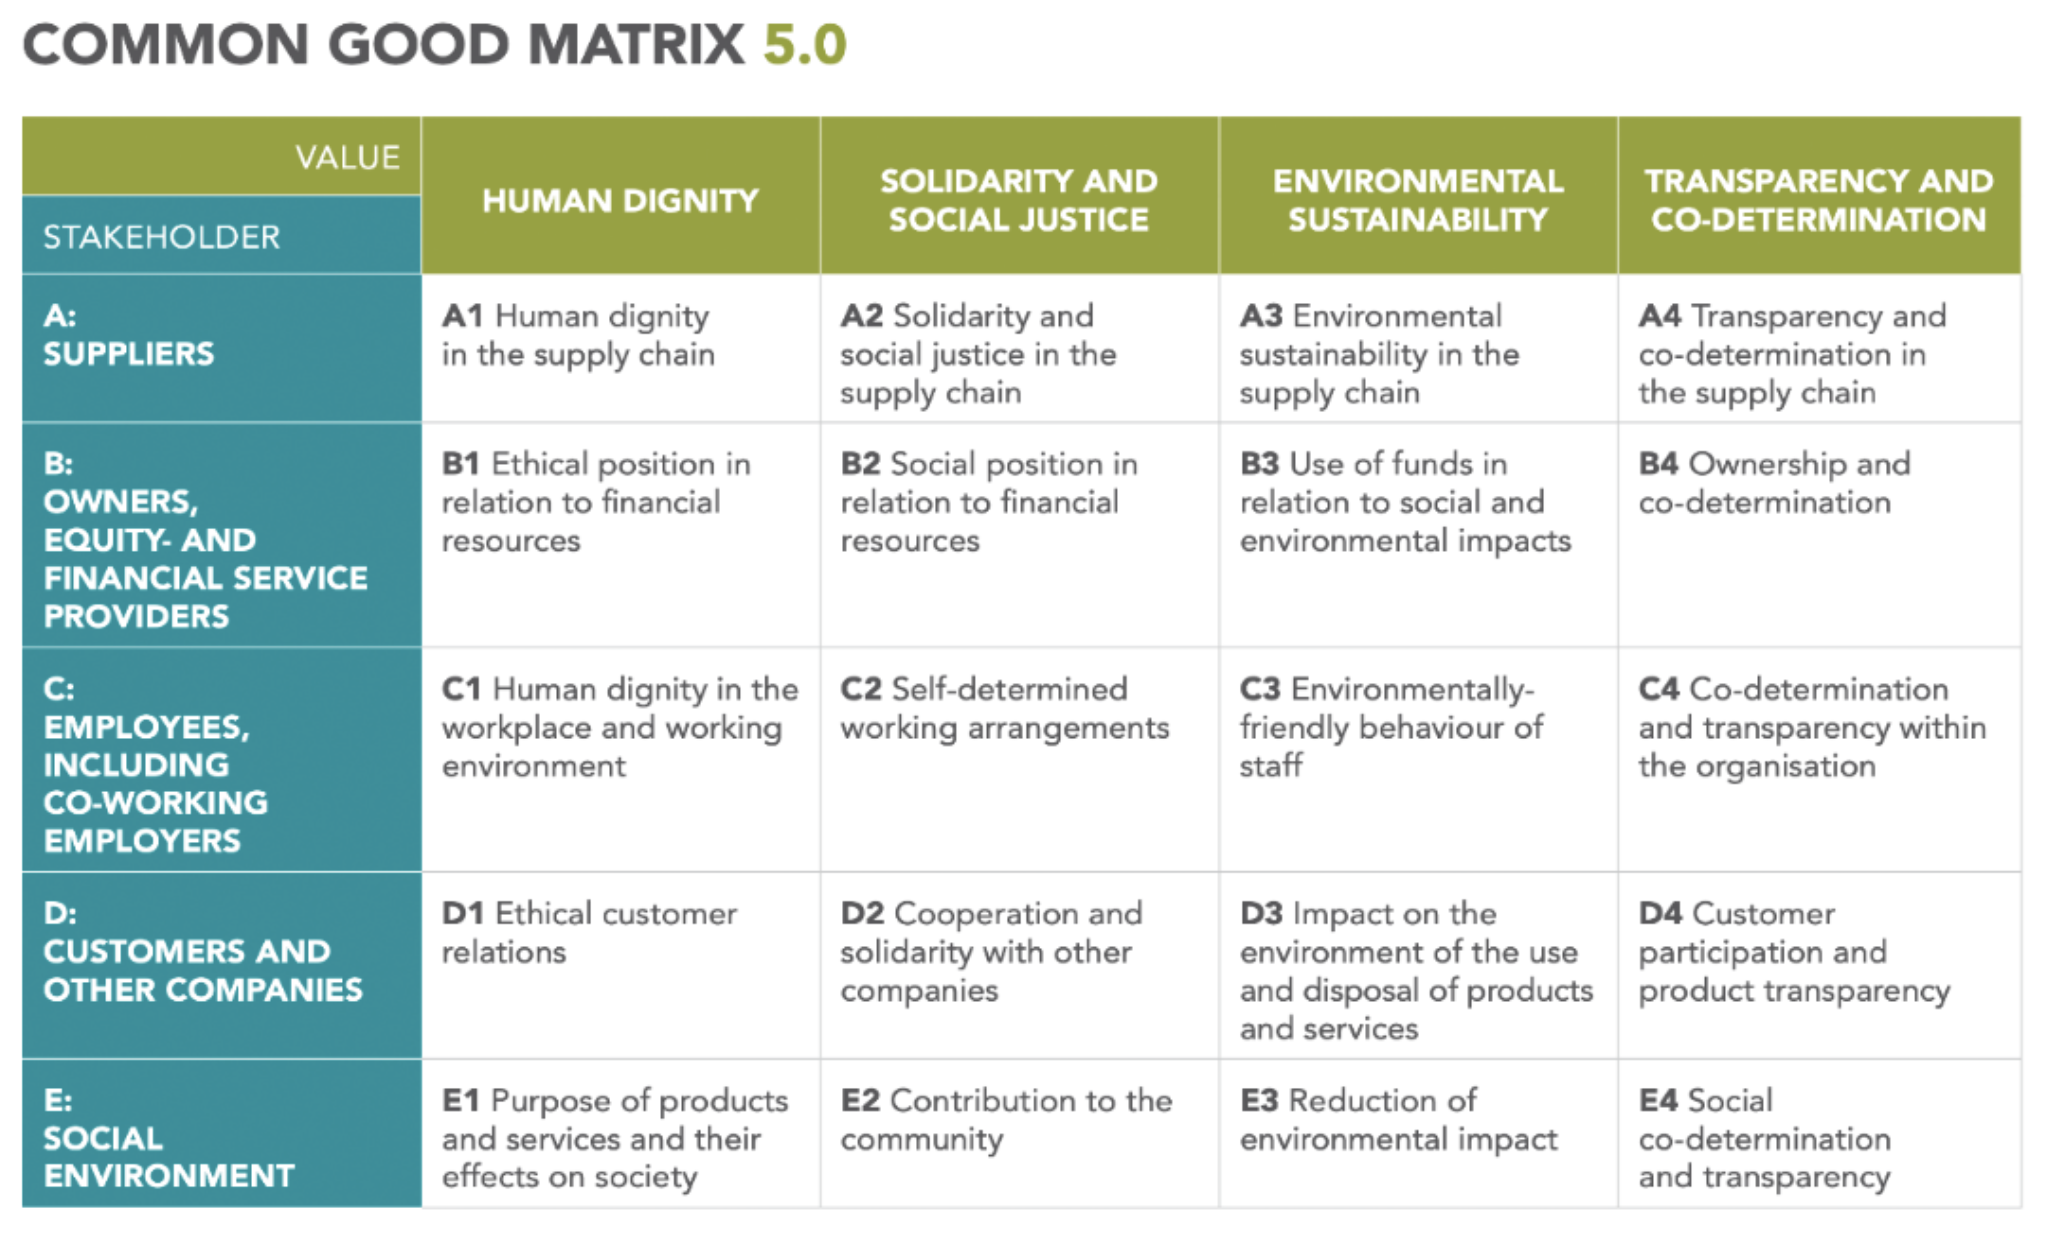 COMMON GOOD MATRIX 5.0
VALUE
STAKEHOLDER
HUMAN DIGNITY
SOLIDARITY AND
SOCIAL JUSTICE
ENVIRONMENTAL
SUSTAINABILITY
TRANSPARENCY AND
CO-DETERMINATION
A:
SUPPLIERS
A1 Human dignity
in the supply chain
A2 Solidarity and
social justice in the
supply chain
A3 Environmental
sustainability in the
supply chain
A4 Transparency and
co-determination in
the supply chain
B:
OWNERS,
EQUITY- AND
FINANCIAL SERVICE
PROVIDERS
B1 Ethical position in
relation to financial
resources
B2 Social position in
relation to financial
resources
B3 Use of funds in
relation to social and
environmental impacts
B4 Ownership and
co-determination
C:
EMPLOYEES,
INCLUDING
CO-WORKING
EMPLOYERS
C1 Human dignity in the
workplace and working
environment
C2 Self-determined
working arrangements
C3 Environmentally-
friendly behaviour of
staff
C4 Co-determination
and transparency within
the organisation
D:
CUSTOMERS AND
OTHER COMPANIES
D1 Ethical customer
relations
D2 Cooperation and
solidarity with other
companies
D3 Impact on the
environment of the use
and disposal of products
and services
D4 Customer
participation and
product transparency
E:
SOCIAL
ENVIRONMENT
E1 Purpose of products
and services and their
effects on society
E2 Contribution to the
community
E3 Reduction of
environmental impact
E4 Social
co-determination
and transparency